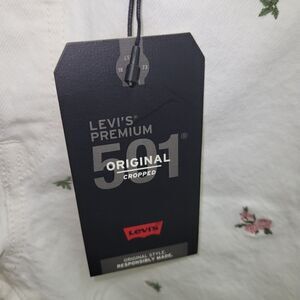 LEVI'S®
PREMIUM
501®
ORIGINAL
CROPPED
Levi's
ORIGINAL STYLE.
RESPONSIBLY MADE.